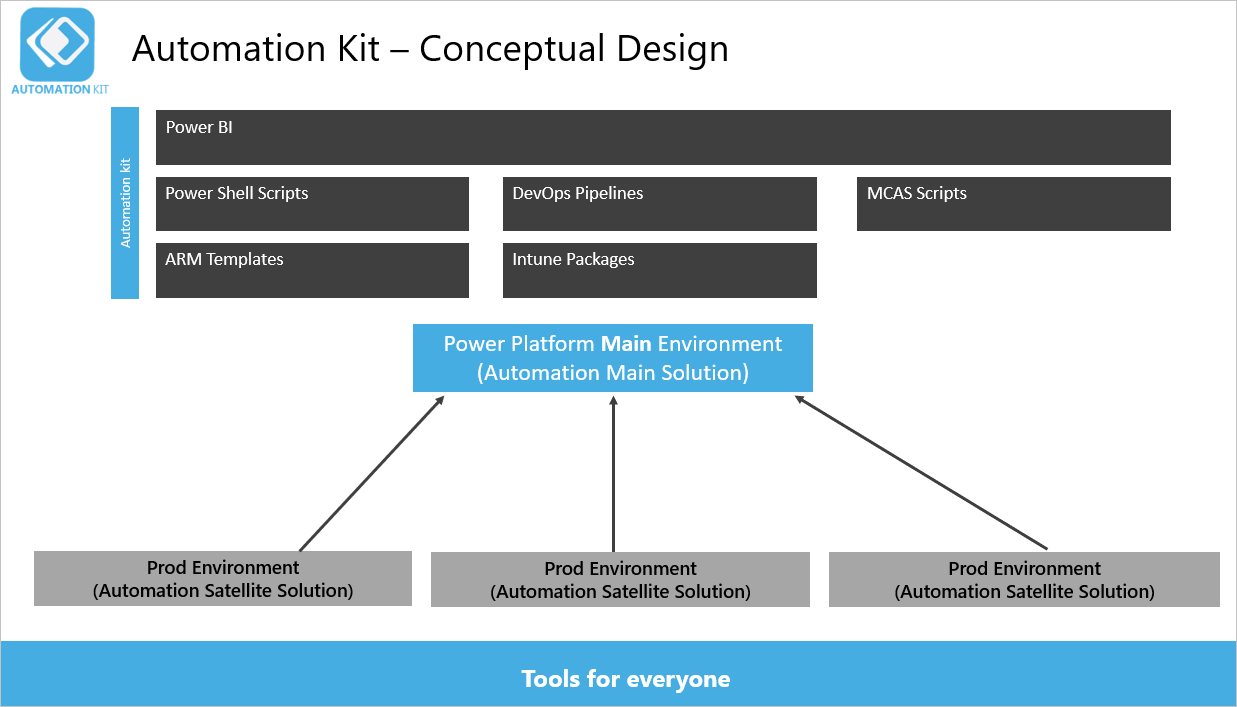 Automation Kit – Conceptual Design
AUTOMATION KIT
Automation kit
Power BI
Power Shell Scripts
DevOps Pipelines
MCAS Scripts
ARM Templates
Intune Packages
Power Platform Main Environment
(Automation Main Solution)
Prod Environment
(Automation Satellite Solution)
Prod Environment
(Automation Satellite Solution)
Prod Environment
(Automation Satellite Solution)
Tools for everyone